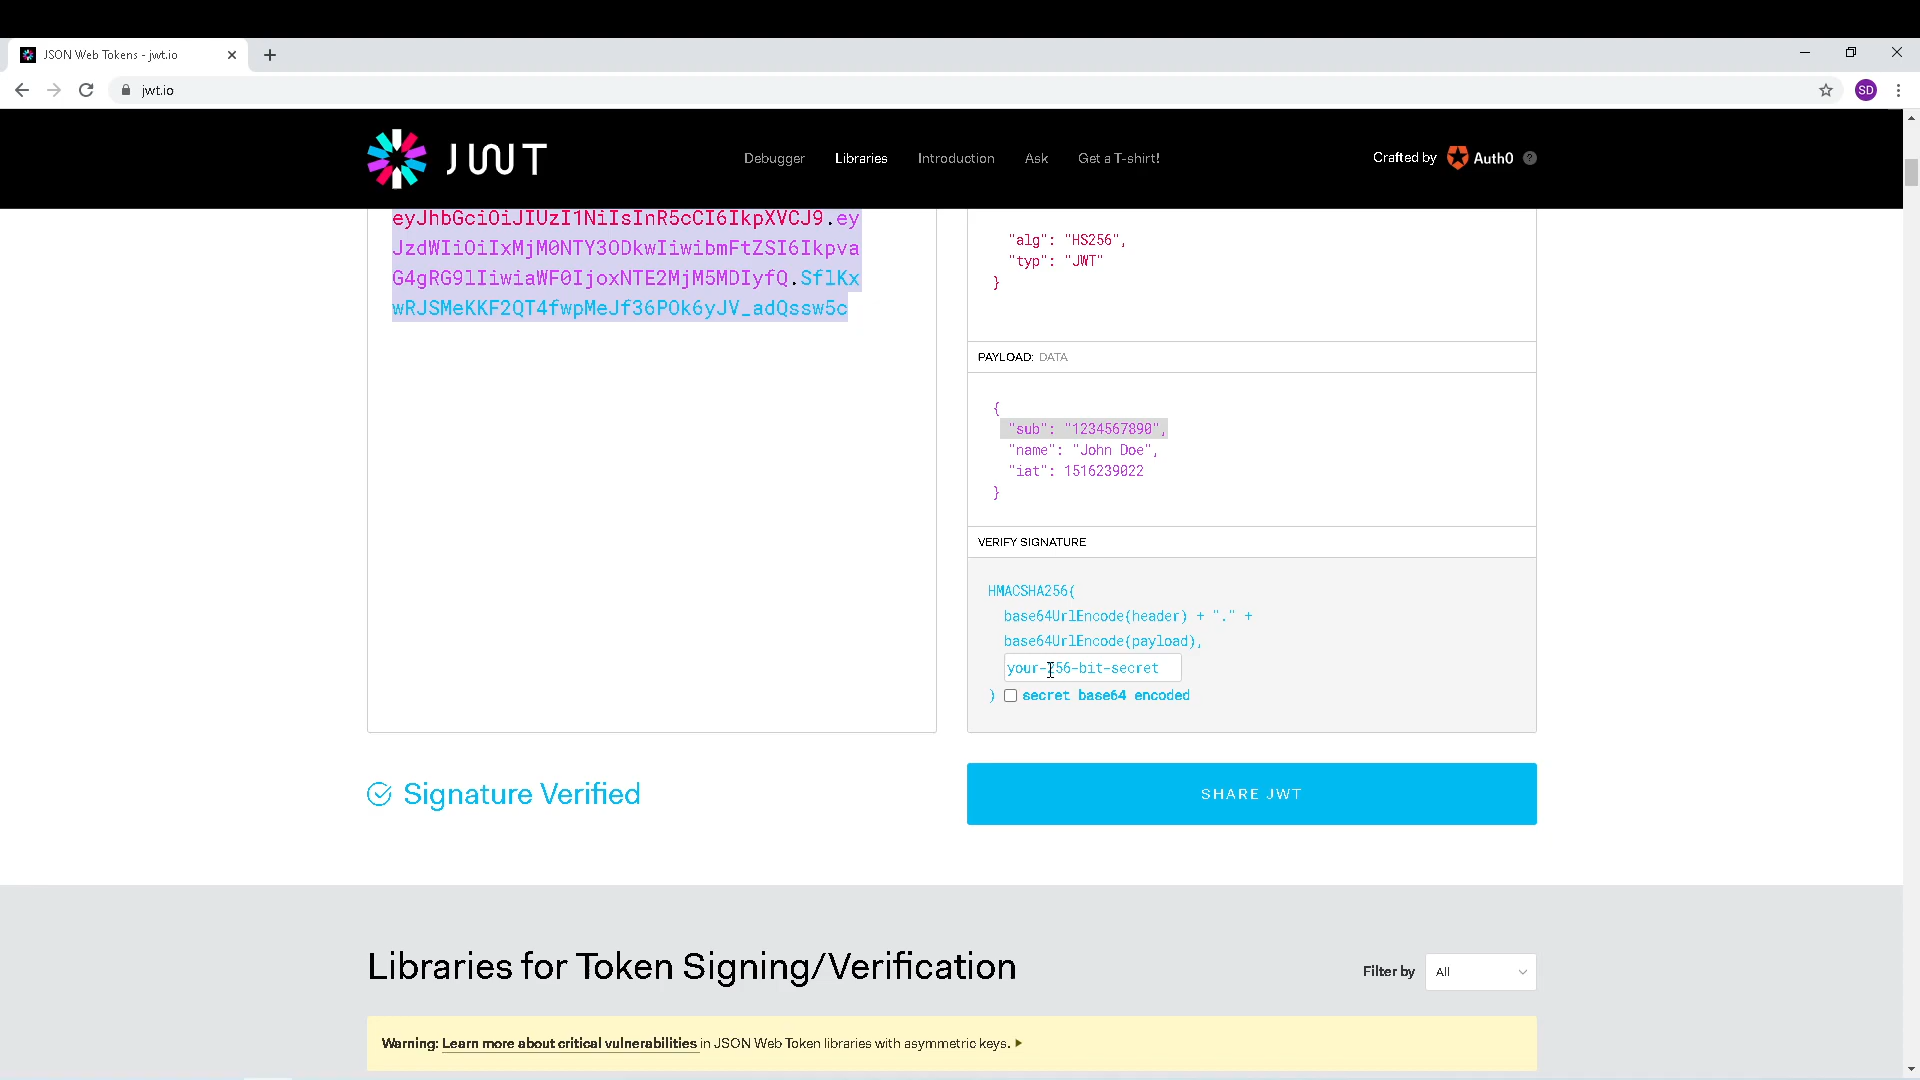 JSON Web Tokens - jwt.io
jwt.io
SD
JWT
Debugger
Libraries
Introduction
Ask
Get a T-shirt!
Crafted by Auth0 ?
eyJhbGciOiJIUzI1NiIsInR5cCI6IkpXVCJ9.ey
JzdWIiOiIxMjM0NTY3ODkwIiwibmFtZSI6Ikpva
G4gRG9lIiwiaWF0IjoxNTE2MjM5MDIyfQ.SflKx
wRJSMeKKF2QT4fwpMeJf36POk6yJV_adQssw5c
"alg": "HS256",
"typ": "JWT"
}
PAYLOAD: DATA
{
"sub": "1234567890",
"name": "John Doe",
"iat": 1516239022
}
VERIFY SIGNATURE
HMACSHA256(
base64UrlEncode(header) + "." +
base64UrlEncode(payload),
your-256-bit-secret
) secret base64 encoded
Signature Verified
SHARE JWT
Libraries for Token Signing/Verification
Filter by
All
Warning: Learn more about critical vulnerabilities in JSON Web Token libraries with asymmetric keys.